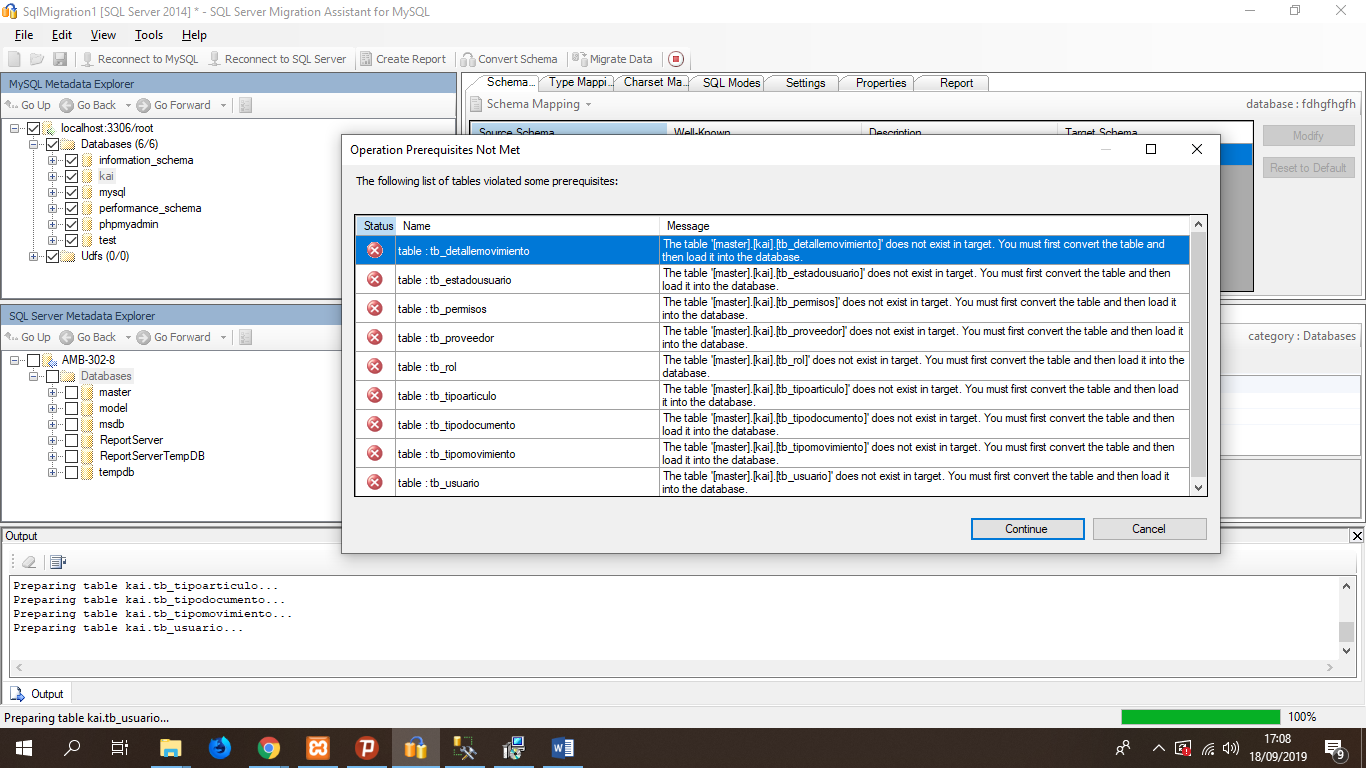 SqlMigration1 [SQL Server 2014] * - SQL Server Migration Assistant for MySQL
File Edit View Tools Help
Reconnect to MySQL Reconnect to SQL Server Create Report Convert Schema Migrate Data
MySQL Metadata Explorer
Go Up Go Back Go Forward
localhost:3306/root
Databases (6/6)
information_schema
kai
mysql
performance_schema
phpmyadmin
test
Udfs (0/0)
Schema... Type Mappi... Charset Ma... SQL Modes Settings Properties Report
Schema Mapping
database : fdhgfhgfh
Source Schema Well-Known Description Target Schema
Modify
Reset to Default
Operation Prerequisites Not Met
The following list of tables violated some prerequisites:
Status Name Message
table : tb_detallemovimiento
The table '[master].[kai].[tb_detallemovimiento]' does not exist in target. You must first convert the table and
then load it into the database.
table : tb_estadousuario
The table '[master].[kai].[tb_estadousuario]' does not exist in target. You must first convert the table and then
load it into the database.
table : tb_permisos
The table '[master].[kai].[tb_permisos]' does not exist in target. You must first convert the table and then load it
into the database.
table : tb_proveedor
The table '[master].[kai].[tb_proveedor]' does not exist in target. You must first convert the table and then load it
into the database.
table : tb_rol
The table '[master].[kai].[tb_rol]' does not exist in target. You must first convert the table and then load it into the
database.
table : tb_tipoarticulo
The table '[master].[kai].[tb_tipoarticulo]' does not exist in target. You must first convert the table and then load
it into the database.
table : tb_tipodocumento
The table '[master].[kai].[tb_tipodocumento]' does not exist in target. You must first convert the table and then
load it into the database.
table : tb_tipomovimiento
The table '[master].[kai].[tb_tipomovimiento]' does not exist in target. You must first convert the table and then
load it into the database.
table : tb_usuario
The table '[master].[kai].[tb_usuario]' does not exist in target. You must first convert the table and then load it
into the database.
Continue Cancel
SQL Server Metadata Explorer
Go Up Go Back Go Forward
category : Databases
AMB-302-8
Databases
master
model
msdb
ReportServer
ReportServerTempDB
tempdb
Output
Preparing table kai.tb_tipoarticulo...
Preparing table kai.tb_tipodocumento...
Preparing table kai.tb_tipomovimiento...
Preparing table kai.tb_usuario...
Output
Preparing table kai.tb_usuario...
100%
17:08
18/09/2019
9